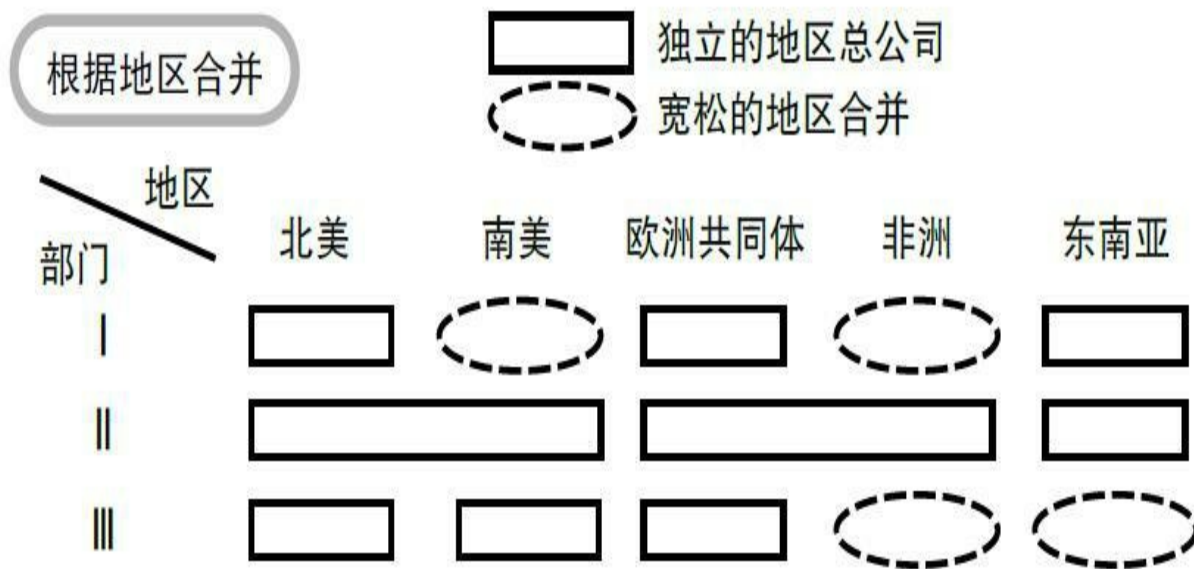 根据地区合并
独立的地区总公司
宽松的地区合并
地区
部门
北美 南美 欧洲共同体 非洲 东南亚
Ⅰ
Ⅱ
Ⅲ